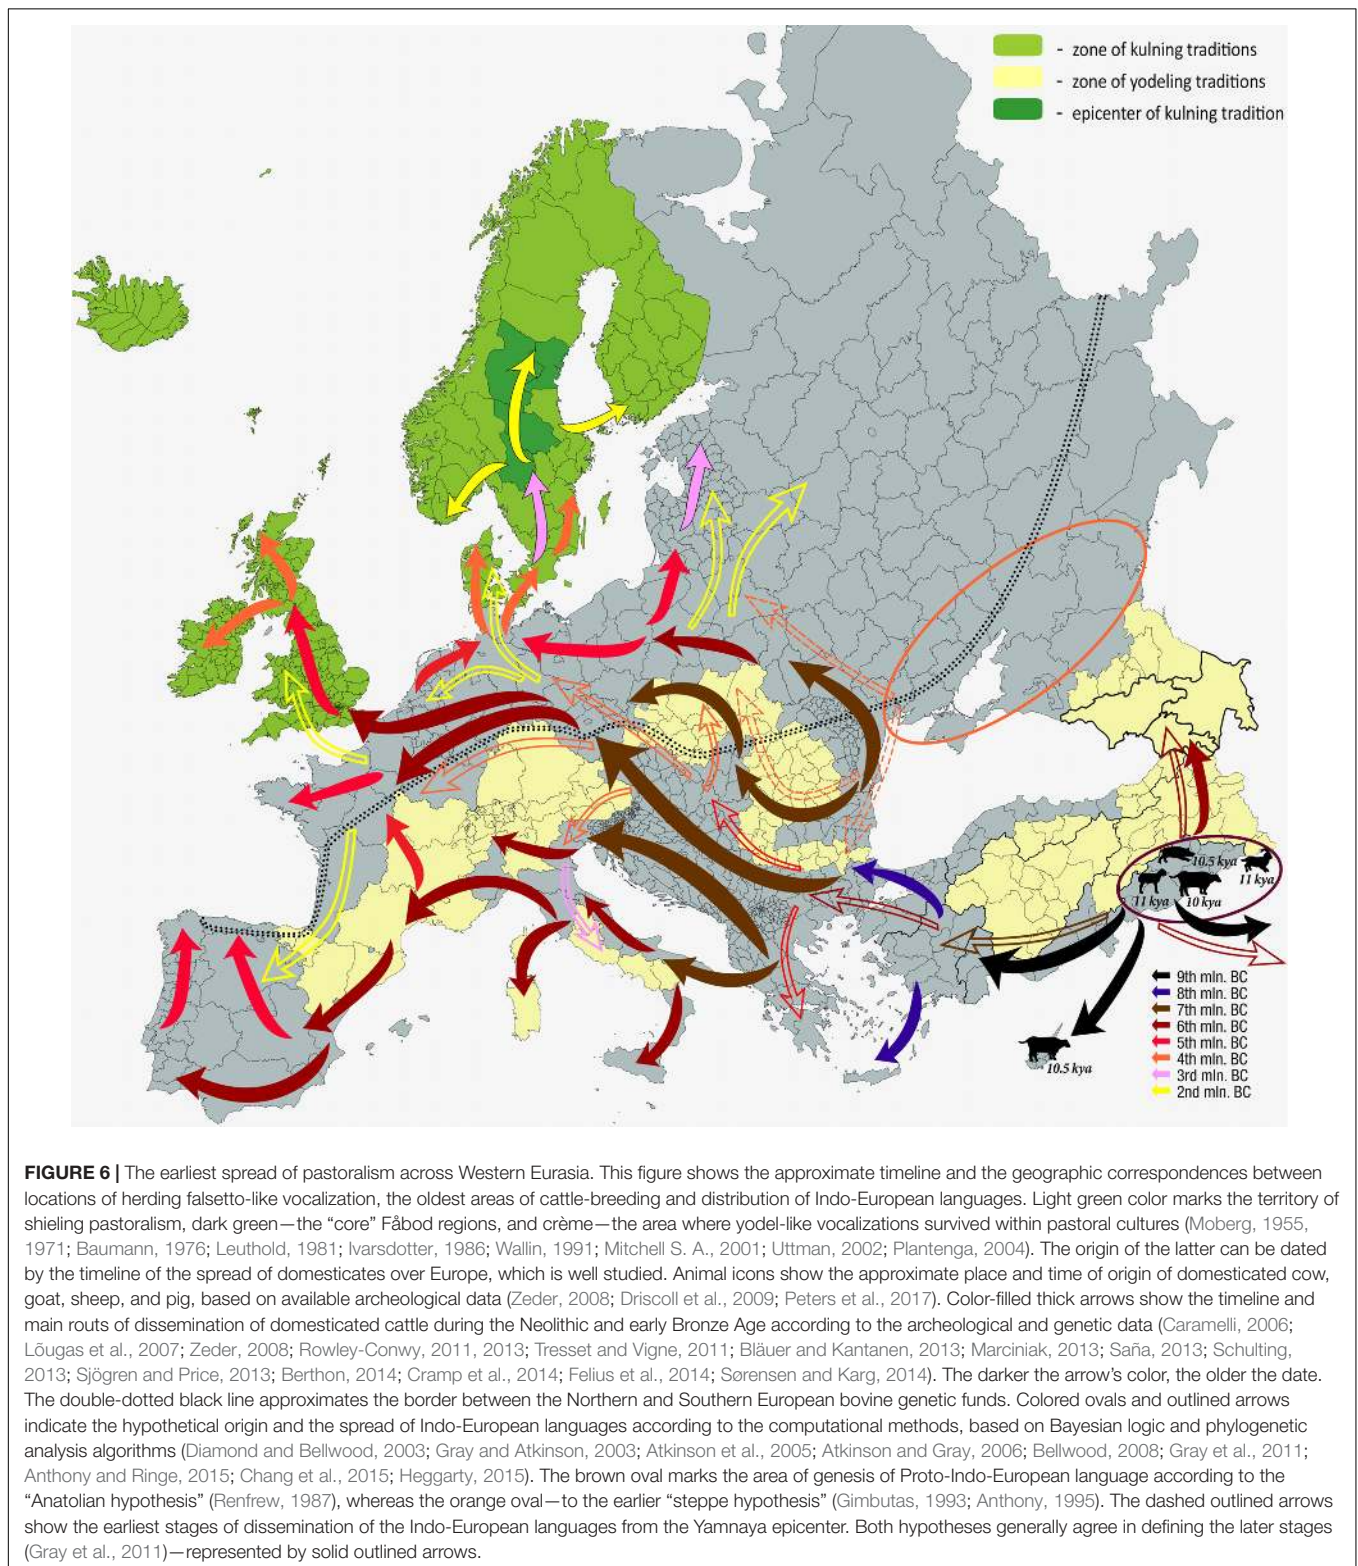 - zone of kulning traditions
- zone of yodeling traditions
- epicenter of kulning tradition
10.5 kya
11 kya
11 kya
10 kya
10.5 kya
9th mln. BC
8th mln. BC
7th mln. BC
6th mln. BC
5th mln. BC
4th mln. BC
3rd mln. BC
2nd mln. BC
FIGURE 6 | The earliest spread of pastoralism across Western Eurasia. This figure shows the approximate timeline and the geographic correspondences between
locations of herding falsetto-like vocalization, the oldest areas of cattle-breeding and distribution of Indo-European languages. Light green color marks the territory of
shieling pastoralism, dark green—the “core” Fåbod regions, and crème—the area where yodel-like vocalizations survived within pastoral cultures (Moberg, 1955,
1971; Baumann, 1976; Leuthold, 1981; Ivarsdotter, 1986; Wallin, 1991; Mitchell S. A., 2001; Uttman, 2002; Plantenga, 2004). The origin of the latter can be dated
by the timeline of the spread of domesticates over Europe, which is well studied. Animal icons show the approximate place and time of origin of domesticated cow,
goat, sheep, and pig, based on available archeological data (Zeder, 2008; Driscoll et al., 2009; Peters et al., 2017). Color-filled thick arrows show the timeline and
main routs of dissemination of domesticated cattle during the Neolithic and early Bronze Age according to the archeological and genetic data (Caramelli, 2006;
Lõugas et al., 2007; Zeder, 2008; Rowley-Conwy, 2011, 2013; Tresset and Vigne, 2011; Bläuer and Kantanen, 2013; Marciniak, 2013; Saña, 2013; Schulting,
2013; Sjögren and Price, 2013; Berthon, 2014; Cramp et al., 2014; Felius et al., 2014; Sørensen and Karg, 2014). The darker the arrow’s color, the older the date.
The double-dotted black line approximates the border between the Northern and Southern European bovine genetic funds. Colored ovals and outlined arrows
indicate the hypothetical origin and the spread of Indo-European languages according to the computational methods, based on Bayesian logic and phylogenetic
analysis algorithms (Diamond and Bellwood, 2003; Gray and Atkinson, 2003; Atkinson et al., 2005; Atkinson and Gray, 2006; Bellwood, 2008; Gray et al., 2011;
Anthony and Ringe, 2015; Chang et al., 2015; Heggarty, 2015). The brown oval marks the area of genesis of Proto-Indo-European language according to the
“Anatolian hypothesis” (Renfrew, 1987), whereas the orange oval—to the earlier “steppe hypothesis” (Gimbutas, 1993; Anthony, 1995). The dashed outlined arrows
show the earliest stages of dissemination of the Indo-European languages from the Yamnaya epicenter. Both hypotheses generally agree in defining the later stages
(Gray et al., 2011)—represented by solid outlined arrows.